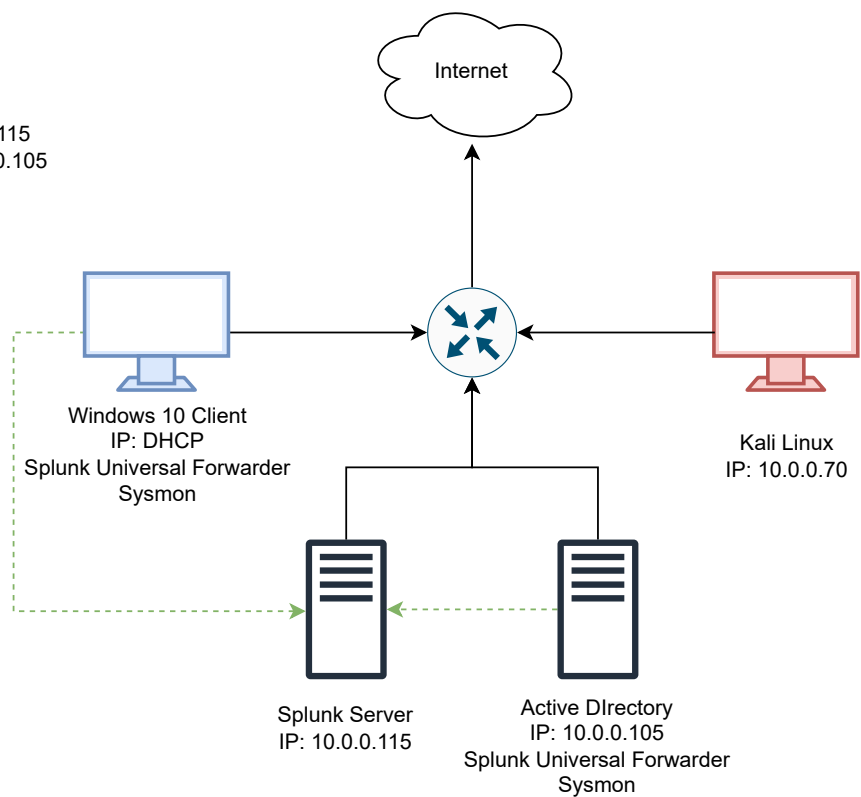 Internet
115
0.105
Windows 10 Client
IP: DHCP
Splunk Universal Forwarder
Sysmon
Kali Linux
IP: 10.0.0.70
Splunk Server
IP: 10.0.0.115
Active DIrectory
IP: 10.0.0.105
Splunk Universal Forwarder
Sysmon